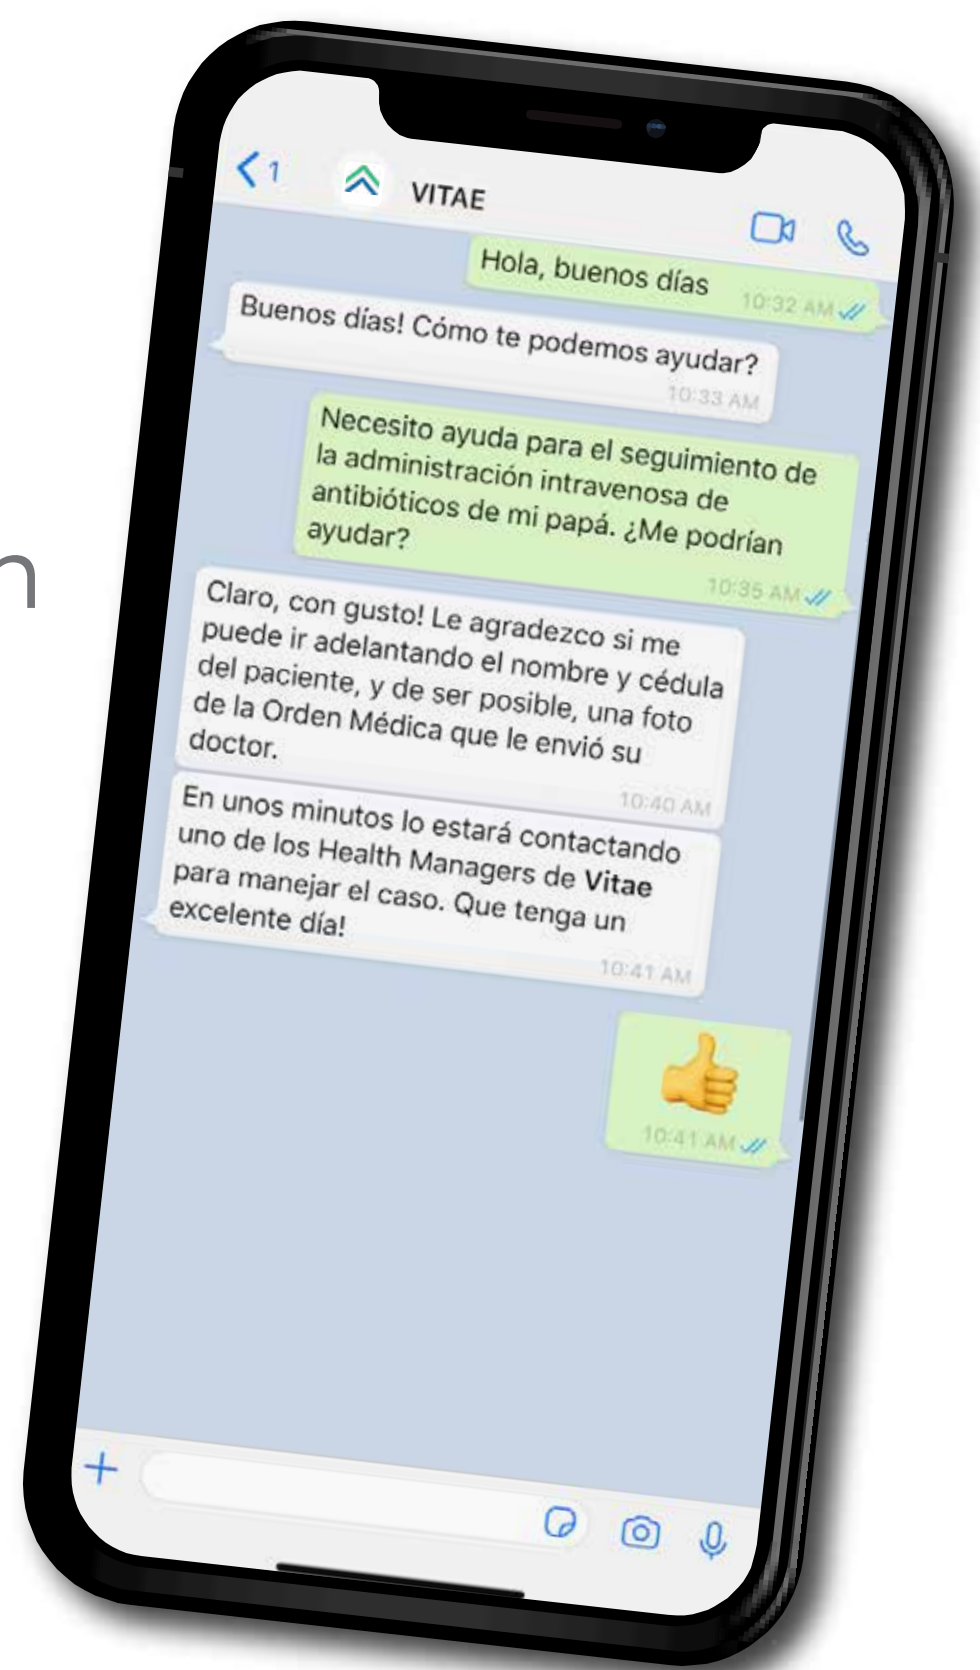 1
VITAE
Hola, buenos días
10:32 AM
Buenos días! Cómo te podemos ayudar?
10:33 AM
n
Necesito ayuda para el seguimiento de
la administración intravenosa de
antibióticos de mi papá. ¿Me podrían
ayudar?
10:35 AM
Claro, con gusto! Le agradezco si me
puede ir adelantando el nombre y cédula
del paciente, y de ser posible, una foto
de la Orden Médica que le envió su
doctor.
10:40 AM
En unos minutos lo estará contactando
uno de los Health Managers de Vitae
para manejar el caso. Que tenga un
excelente día!
10:41 AM
10:41 AM